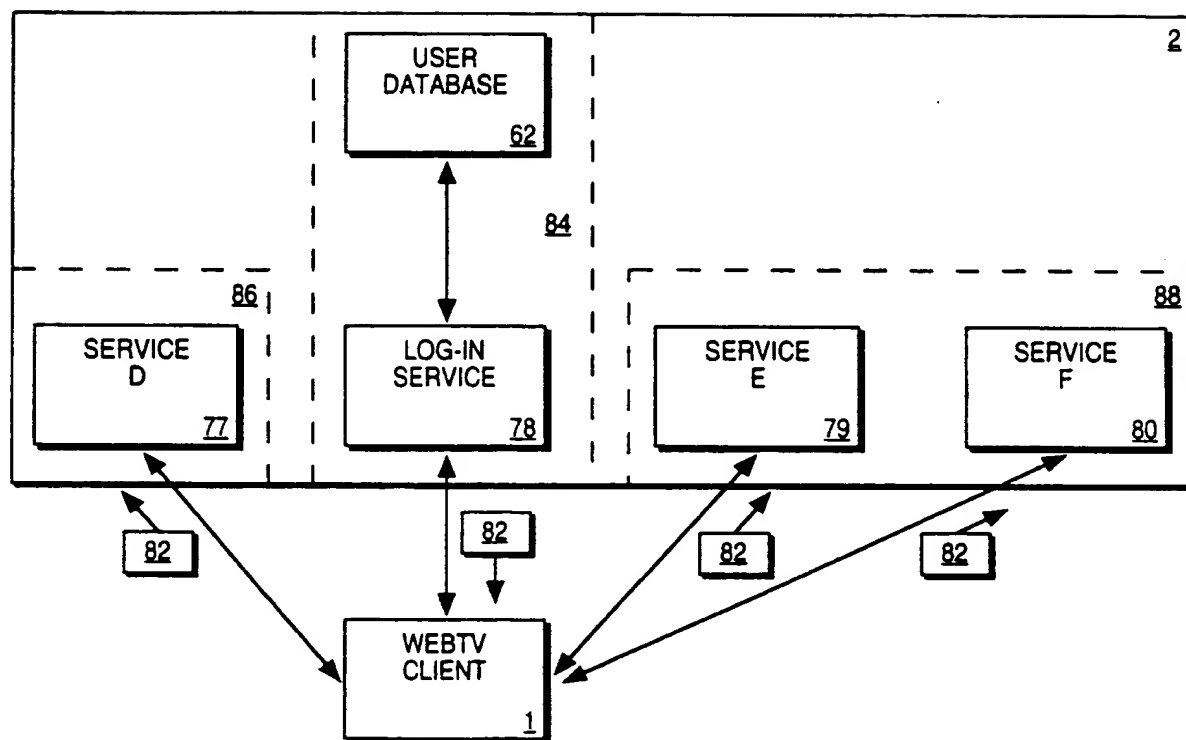 2
USER
DATABASE
62
84
86
88
SERVICE
D
77
LOG-IN
SERVICE
78
SERVICE
E
79
SERVICE
F
80
82
82
82
82
WEBTV
CLIENT
1